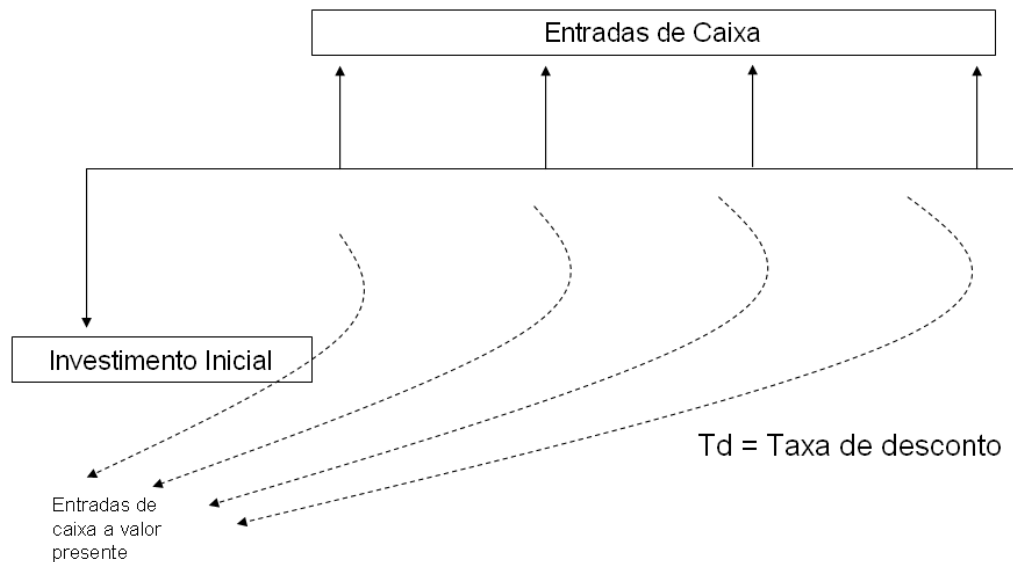 Entradas de Caixa
Investimento Inicial
Td = Taxa de desconto
Entradas de
caixa a valor
presente